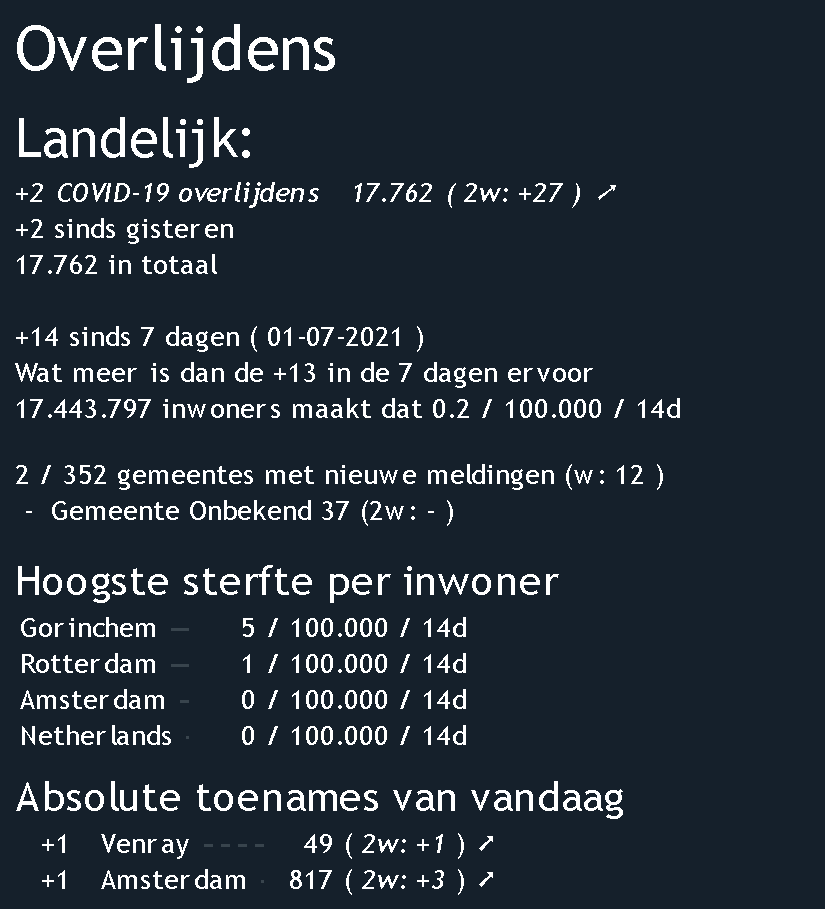 Overlijdens
Landelijk:
+2 COVID-19 overlijdens 17.762 ( 2w: +27 ) ↗
+2 sinds gisteren
17.762 in totaal
+14 sinds 7 dagen ( 01-07-2021 )
Wat meer is dan de +13 in de 7 dagen ervoor
17.443.797 inwoners maakt dat 0.2 / 100.000 / 14d
2 / 352 gemeentes met nieuwe meldingen (w: 12 )
- Gemeente Onbekend 37 (2w: - )
Hoogste sterfte per inwoner
Gorinchem — 5 / 100.000 / 14d
Rotterdam — 1 / 100.000 / 14d
Amsterdam - 0 / 100.000 / 14d
Netherlands · 0 / 100.000 / 14d
Absolute toenames van vandaag
+1 Venray ---- 49 ( 2w: +1 ) ↗
+1 Amsterdam · 817 ( 2w: +3 ) ↗